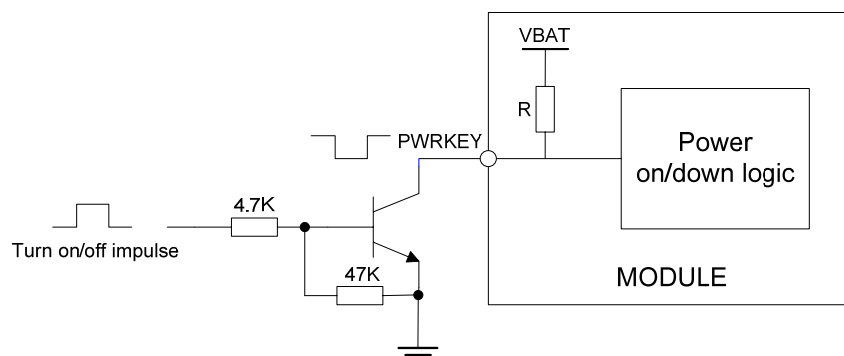 VBAT
R
PWRKEY
Power
on/down logic
4.7K
Turn on/off impulse
47K
MODULE